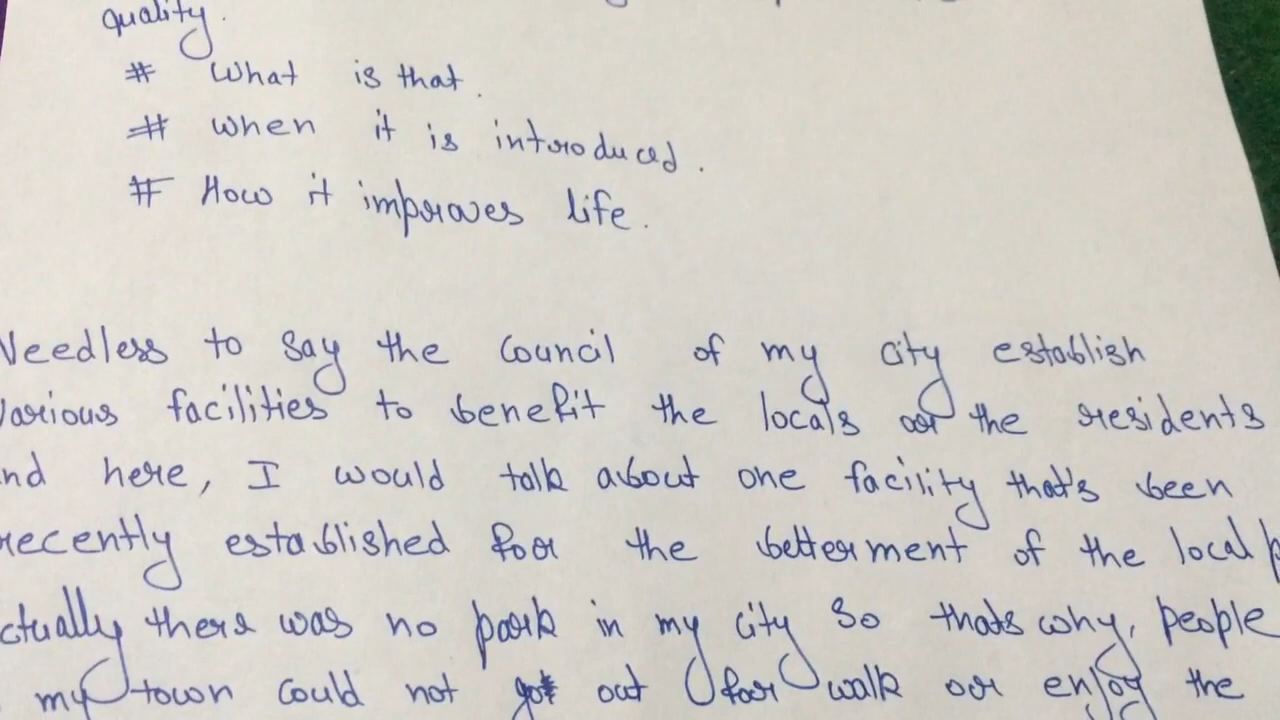 quality.
# What is that.
# when it is introduced.
# How it improves life.
Needless to say the Council of my city establish
various facilities to benefit the locals or the residents
and here, I would talk about one facility that's been
recently established for the betterment of the local
actually there was no park in my city So thats why, people
my town could not out for walk or enjoy the